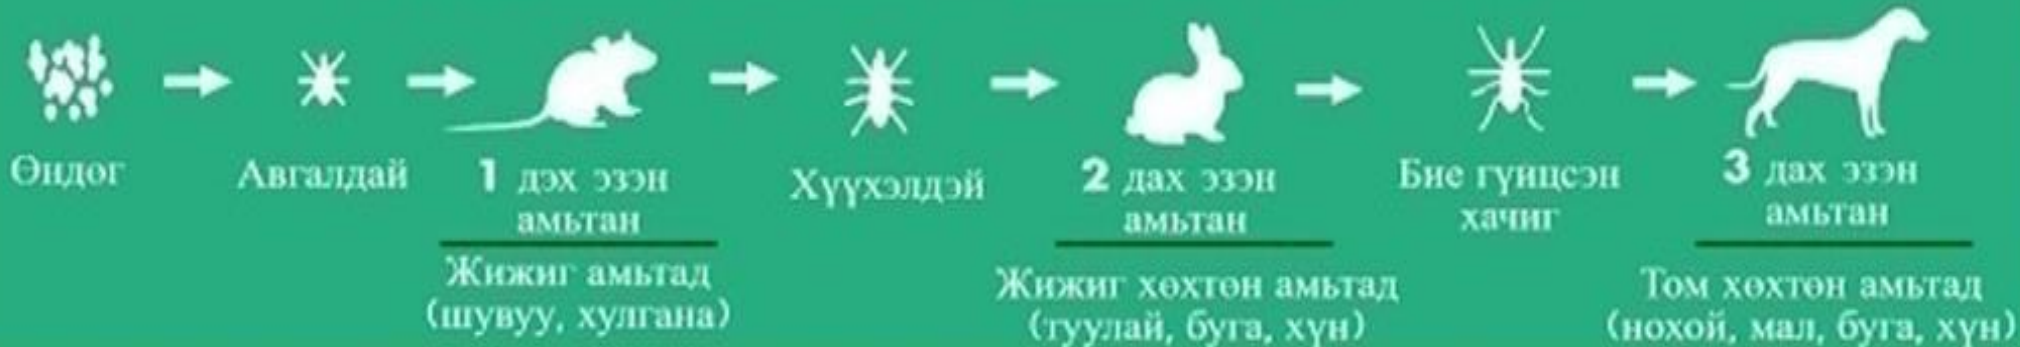 Өндөг
Авгалдай
1 дэх эзэн
амьтан
Жижиг амьтад
(шувуу, хулгана)
Хүүхэлдэй
2 дах эзэн
амьтан
Жижиг хөхтөн амьтад
(туулай, буга, хүн)
Бие гүйцсэн
хачиг
3 дах эзэн
амьтан
Том хөхтөн амьтад
(нохой, мал, буга, хүн)